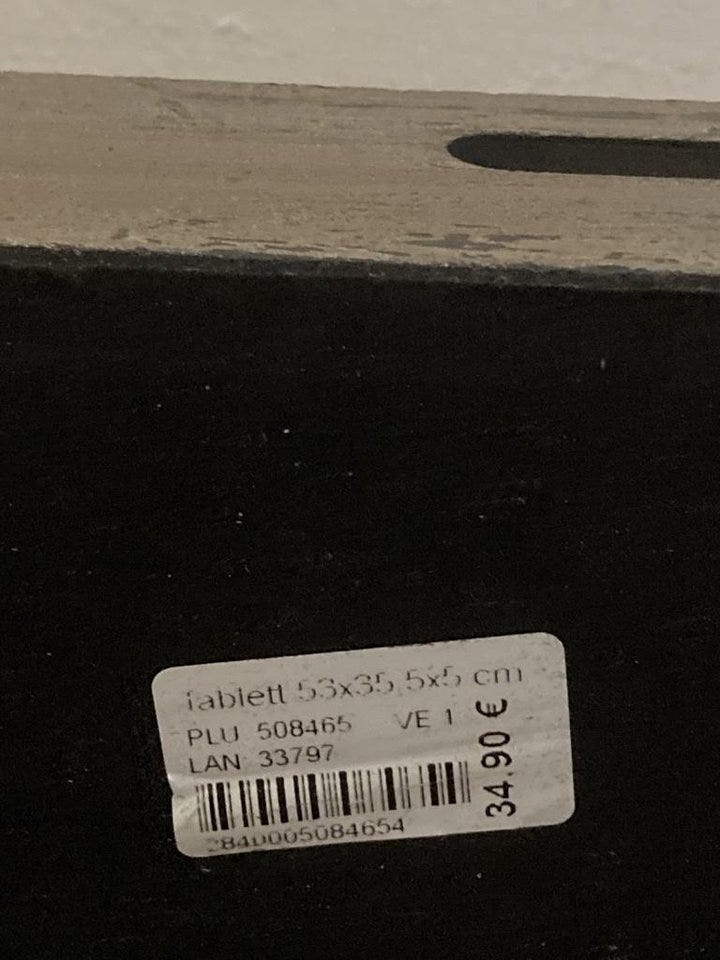 Tablett 53x35,5x5 cm
PLU 508465 VE 1
LAN 33797
2840005084654
34.90 €